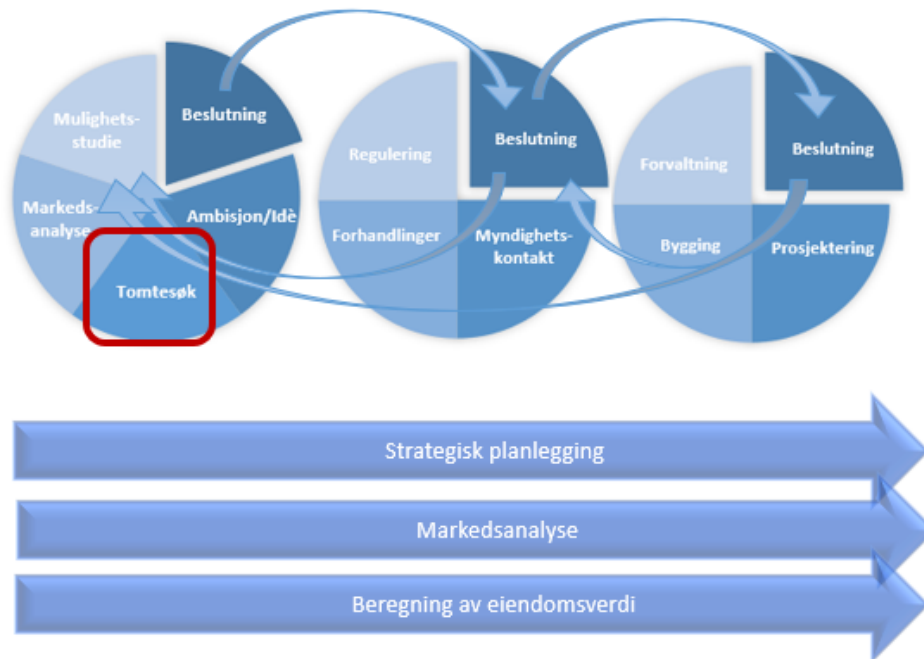 Mulighets-
studie
Beslutning
Ambisjon/Idè
Tomtesøk
Markeds-
analyse
Regulering
Beslutning
Myndighets-
kontakt
Forhandlinger
Forvaltning
Beslutning
Prosjektering
Bygging
Strategisk planlegging
Markedsanalyse
Beregning av eiendomsverdi